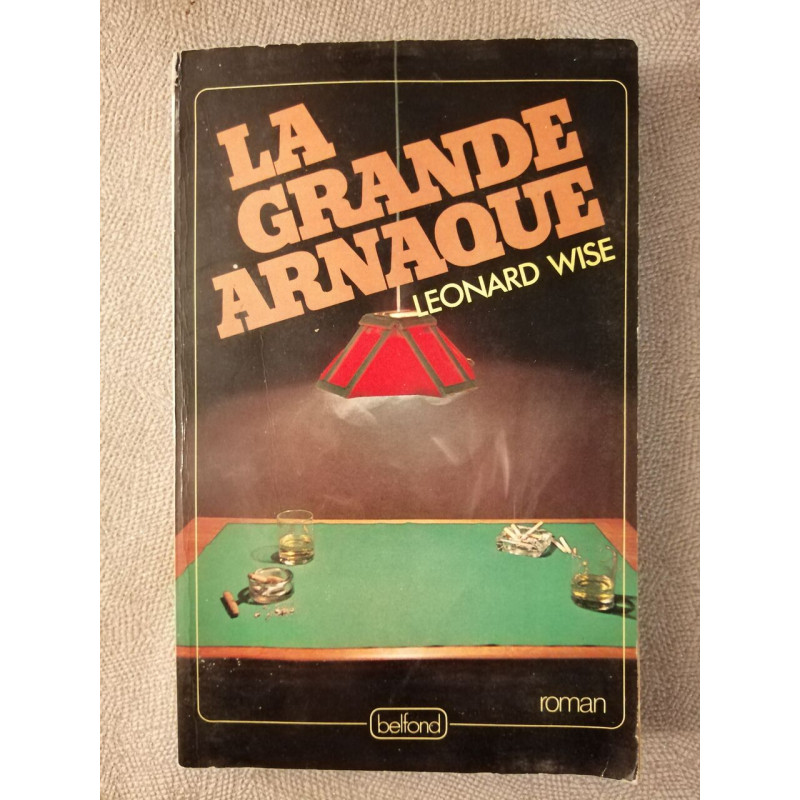 LA
GRANDE
ARNAQUE
LEONARD WISE
roman
belfond